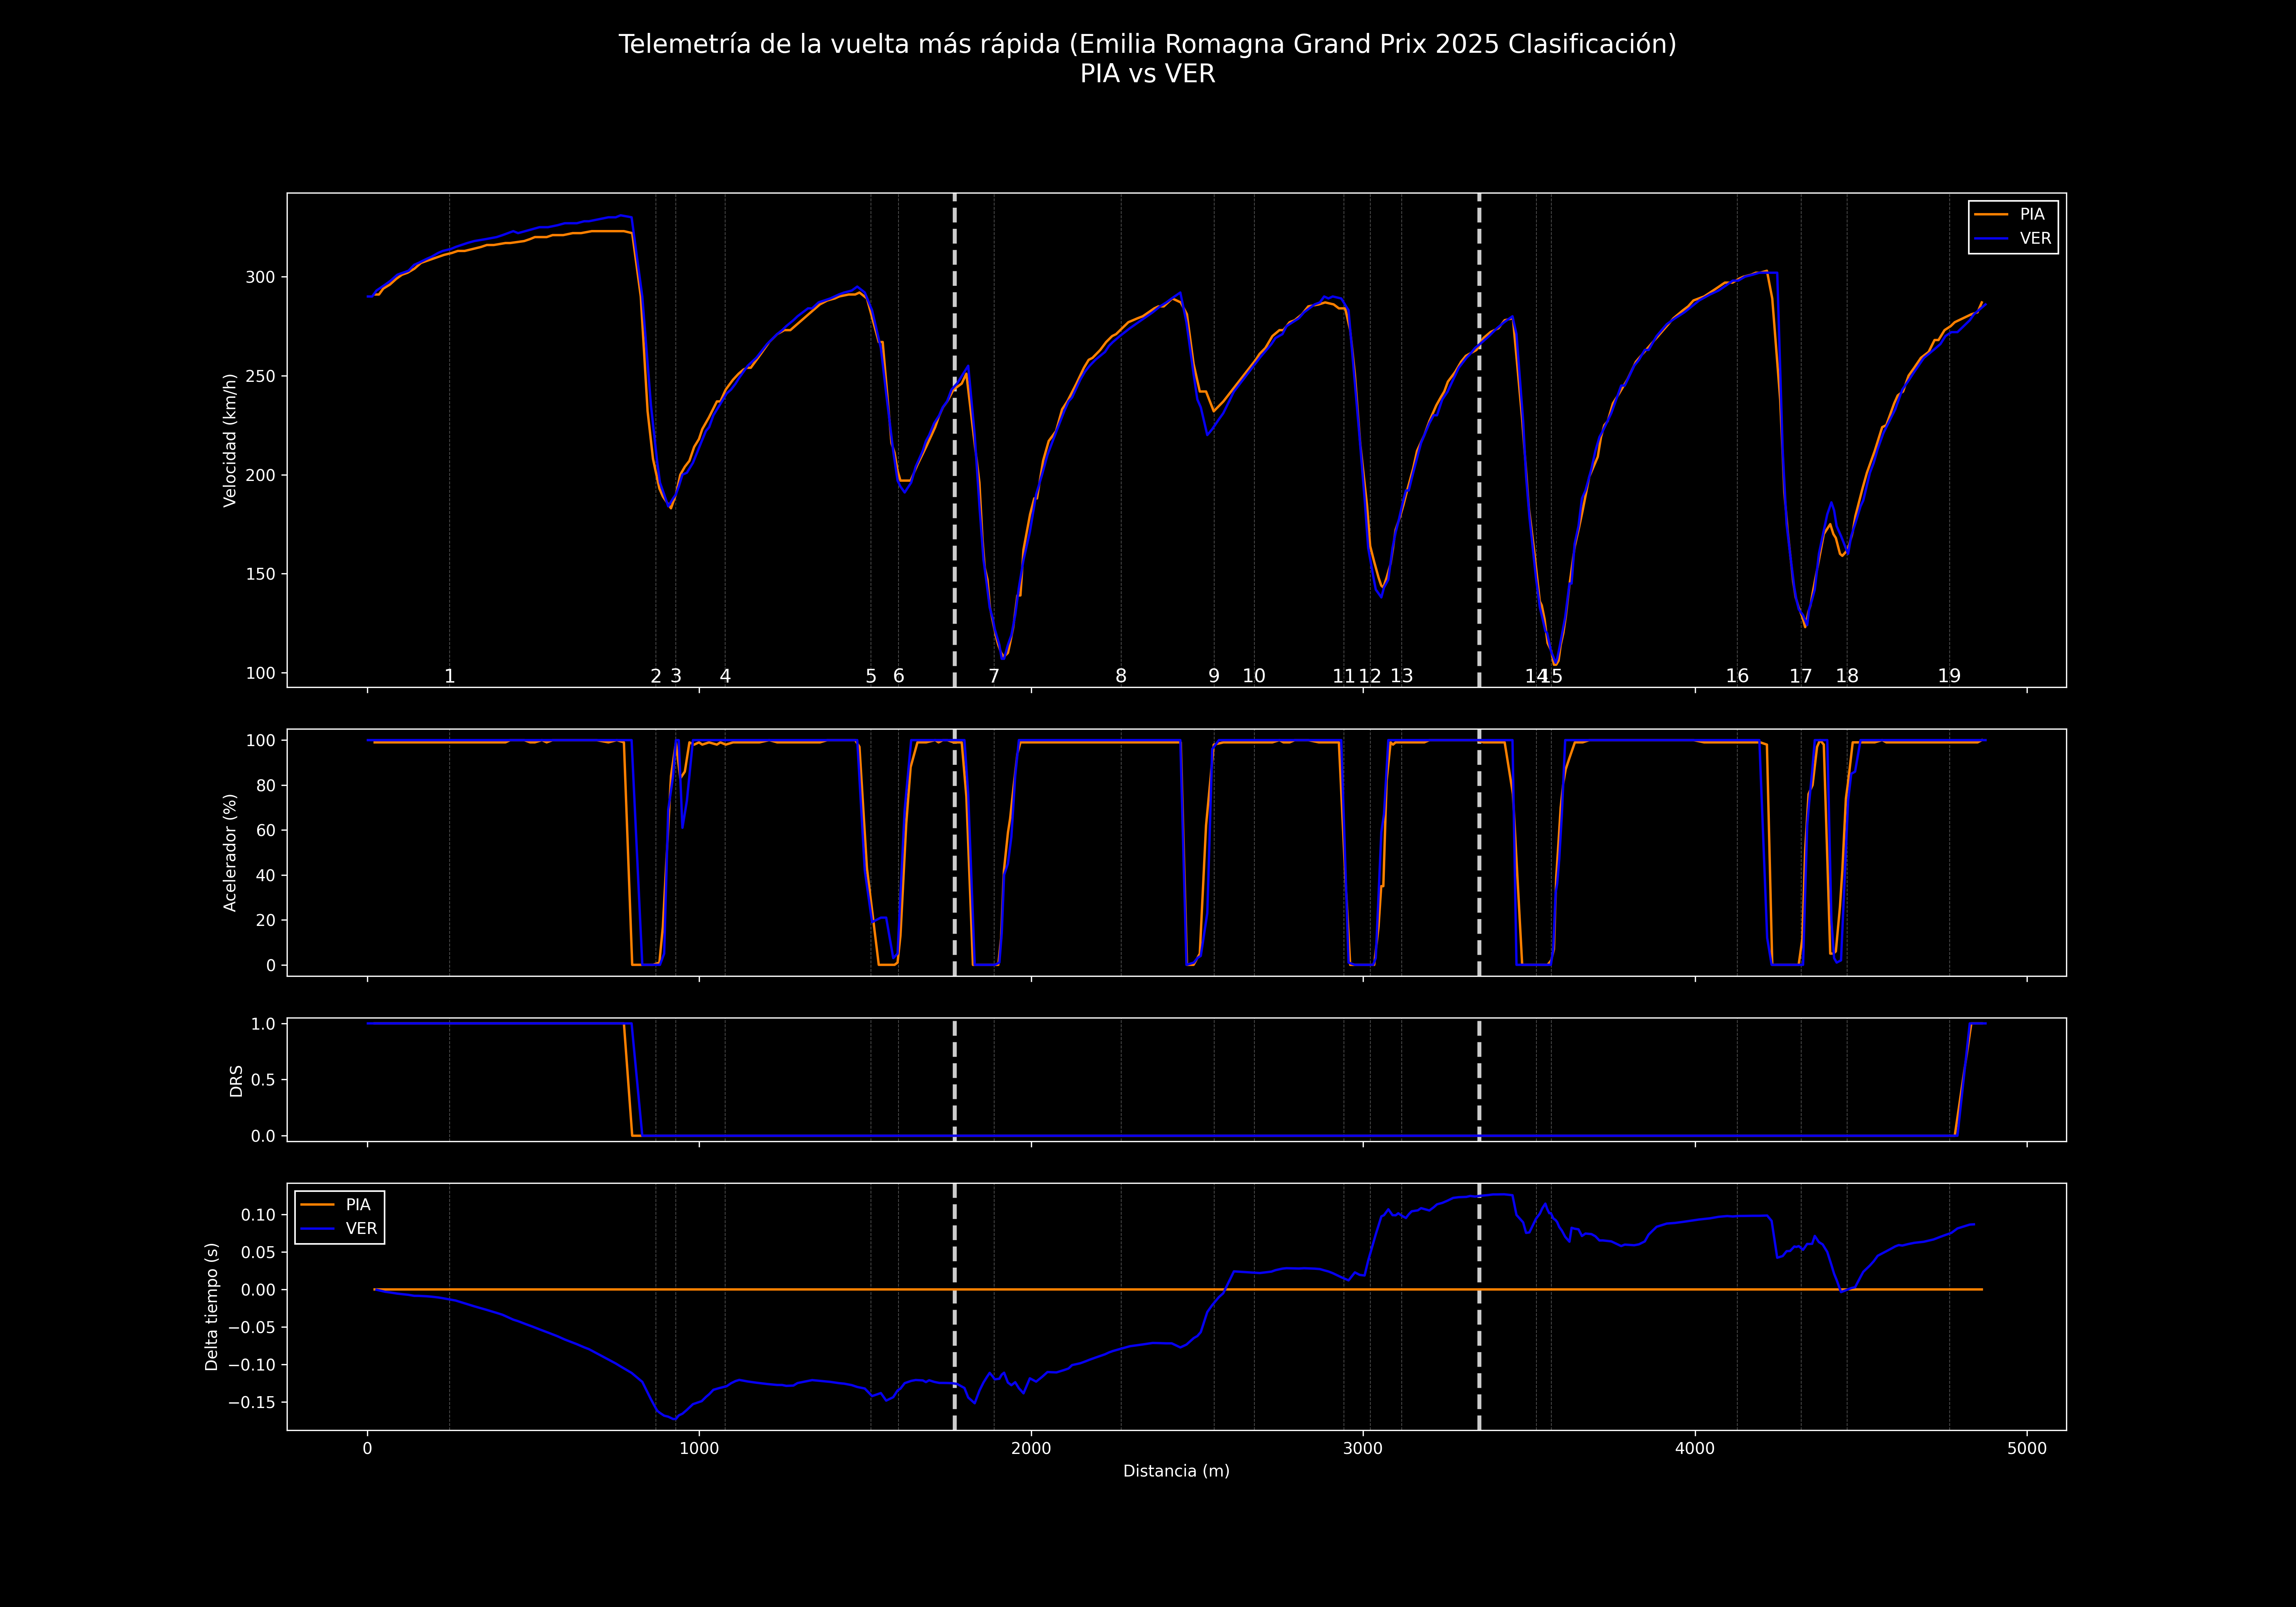 Telemetría de la vuelta más rápida (Emilia Romagna Grand Prix 2025 Clasificación)
PIA vs VER
PIA
VER
Velocidad (km/h)
300
250
200
150
100
1 2 3 4 5 6 7 8 9 10 11 12 13 14 15 16 17 18 19
Acelerador (%)
100
80
60
40
20
0
DRS
1.0
0.5
0.0
PIA
VER
Delta tiempo (s)
0.10
0.05
0.00
−0.05
−0.10
−0.15
0 1000 2000 3000 4000 5000
Distancia (m)